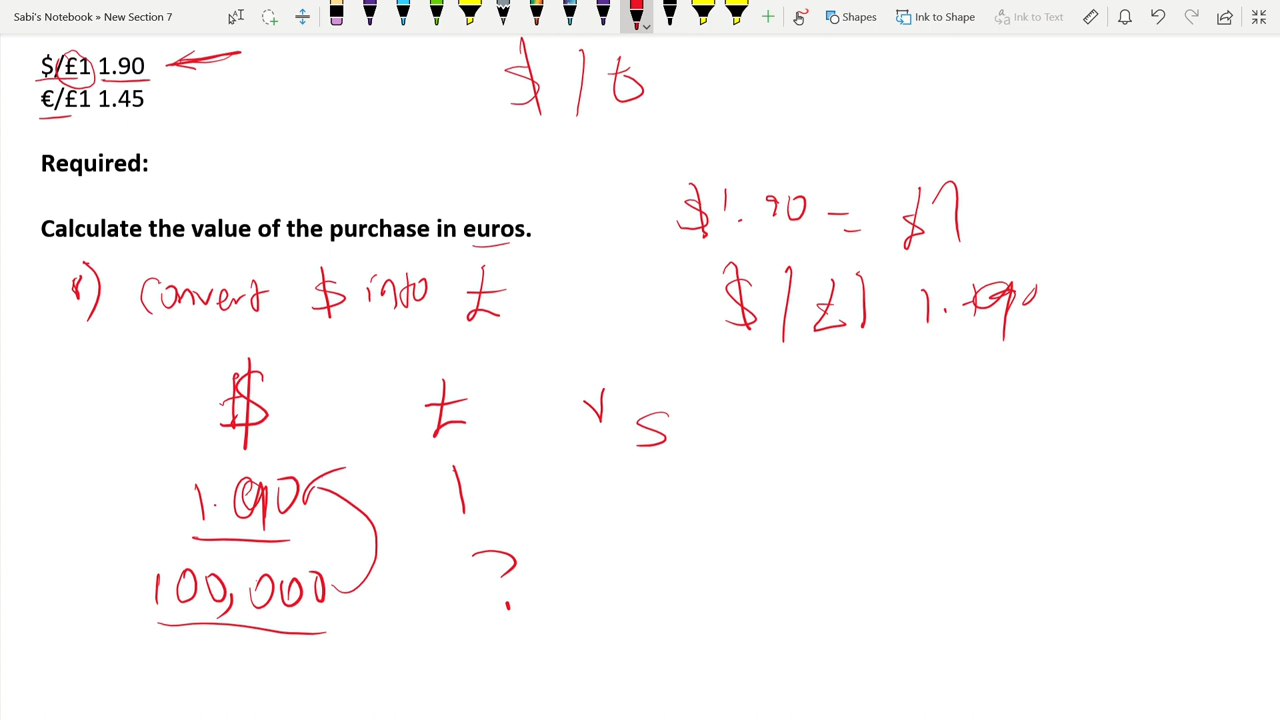 Sabi's Notebook » New Section 7
Shapes
Ink to Shape
Ink to Text
$/£1 1.90
€/£1 1.45
$ /
Required:
Calculate the value of the purchase in euros.
$1.90 =
1) Convert $ into £
$ / £1 1.90
$ £
1.90 1
100,000 ?